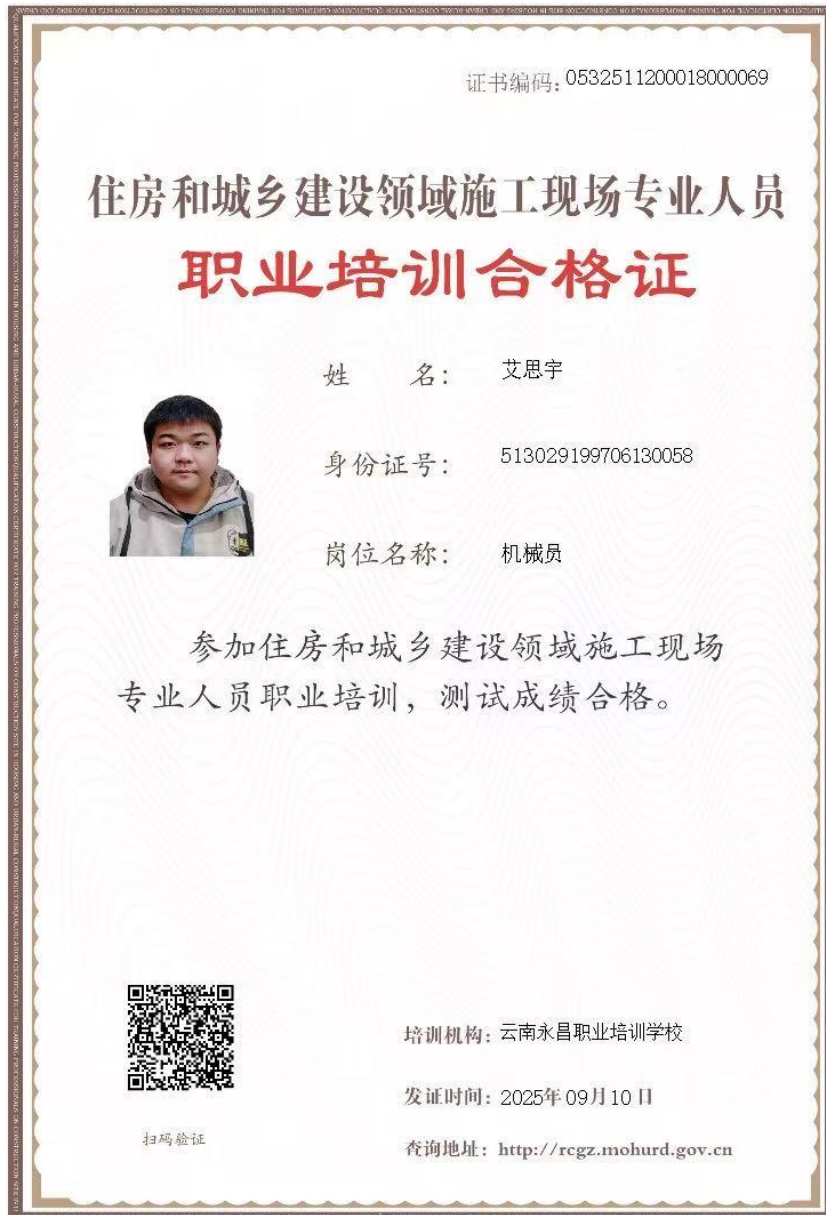 证书编码：0532511200018000069
住房和城乡建设领域施工现场专业人员
职业培训合格证
姓 名： 艾思宇
身份证号： 513029199706130058
岗位名称： 机械员
参加住房和城乡建设领域施工现场
专业人员职业培训，测试成绩合格。
培训机构：云南永昌职业培训学校
发证时间：2025年09月10日
扫码验证
查询地址：http://rcgz.mohurd.gov.cn